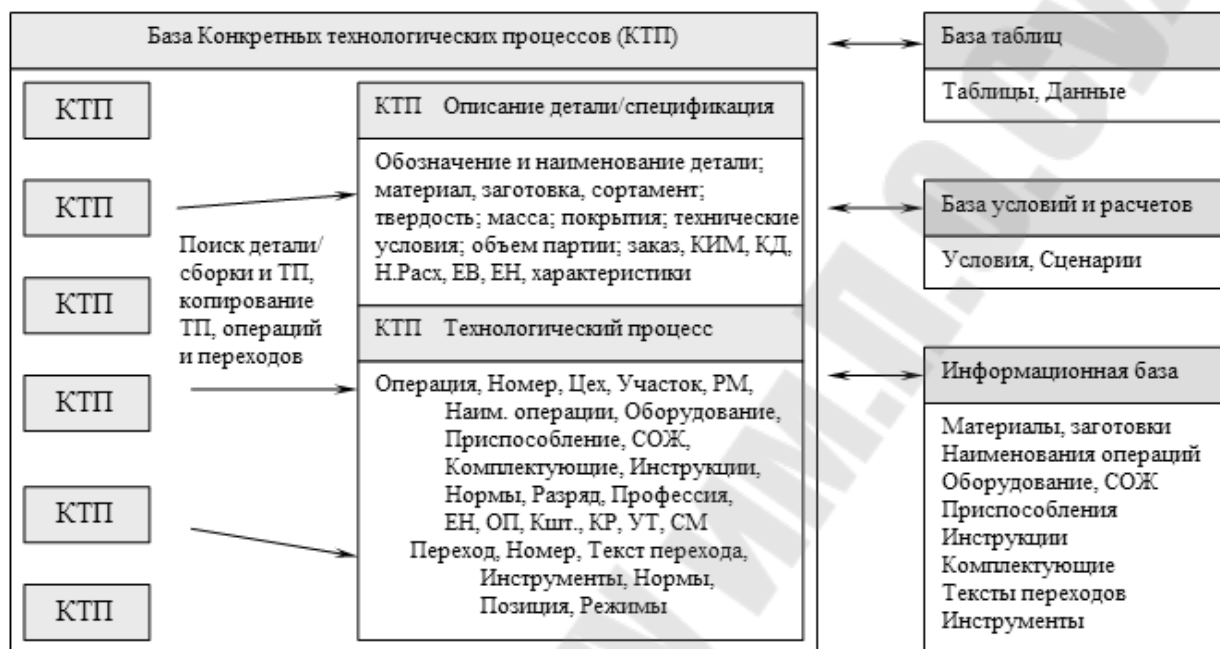 База Конкретных технологических процессов (КТП)
КТП
КТП
КТП
КТП
КТП
КТП
Поиск детали/
сборки и ТП,
копирование
ТП, операций
и переходов
КТП Описание детали/спецификация
Обозначение и наименование детали;
материал, заготовка, сортамент;
твердость; масса; покрытия; технические
условия; объем партии; заказ, КИМ, КД,
Н.Расх, ЕВ, ЕН, характеристики
КТП Технологический процесс
Операция, Номер, Цех, Участок, РМ,
Наим. операции, Оборудование,
Приспособление, СОЖ,
Комплектующие, Инструкции,
Нормы, Разряд, Профессия,
ЕН, ОП, Кшт., КР, УТ, СМ
Переход, Номер, Текст перехода,
Инструменты, Нормы,
Позиция, Режимы
База таблиц
Таблицы, Данные
База условий и расчетов
Условия, Сценарии
Информационная база
Материалы, заготовки
Наименования операций
Оборудование, СОЖ
Приспособления
Инструкции
Комплектующие
Тексты переходов
Инструменты